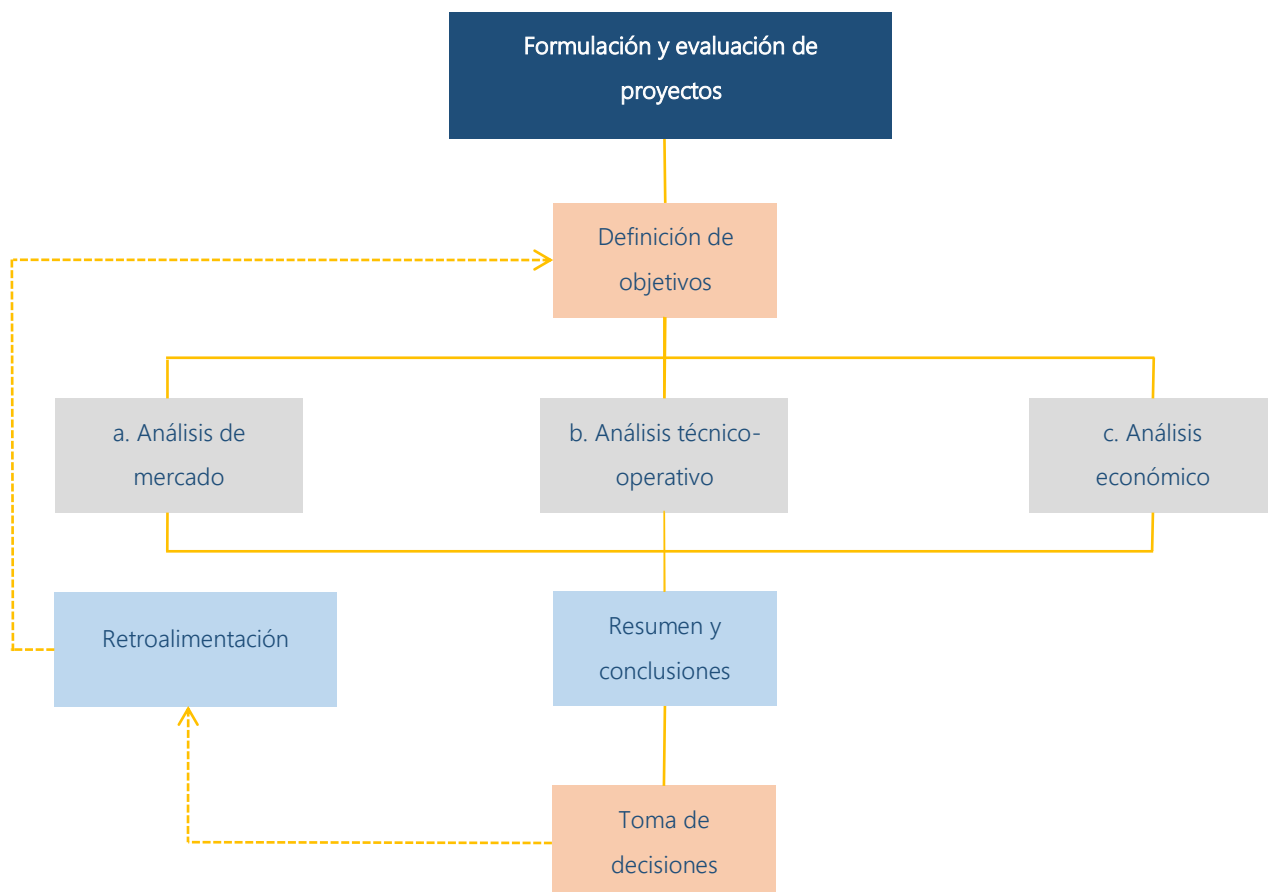 Formulación y evaluación de
proyectos
Definición de
objetivos
a. Análisis de
mercado
b. Análisis técnico-
operativo
c. Análisis
económico
Retroalimentación
Resumen y
conclusiones
Toma de
decisiones